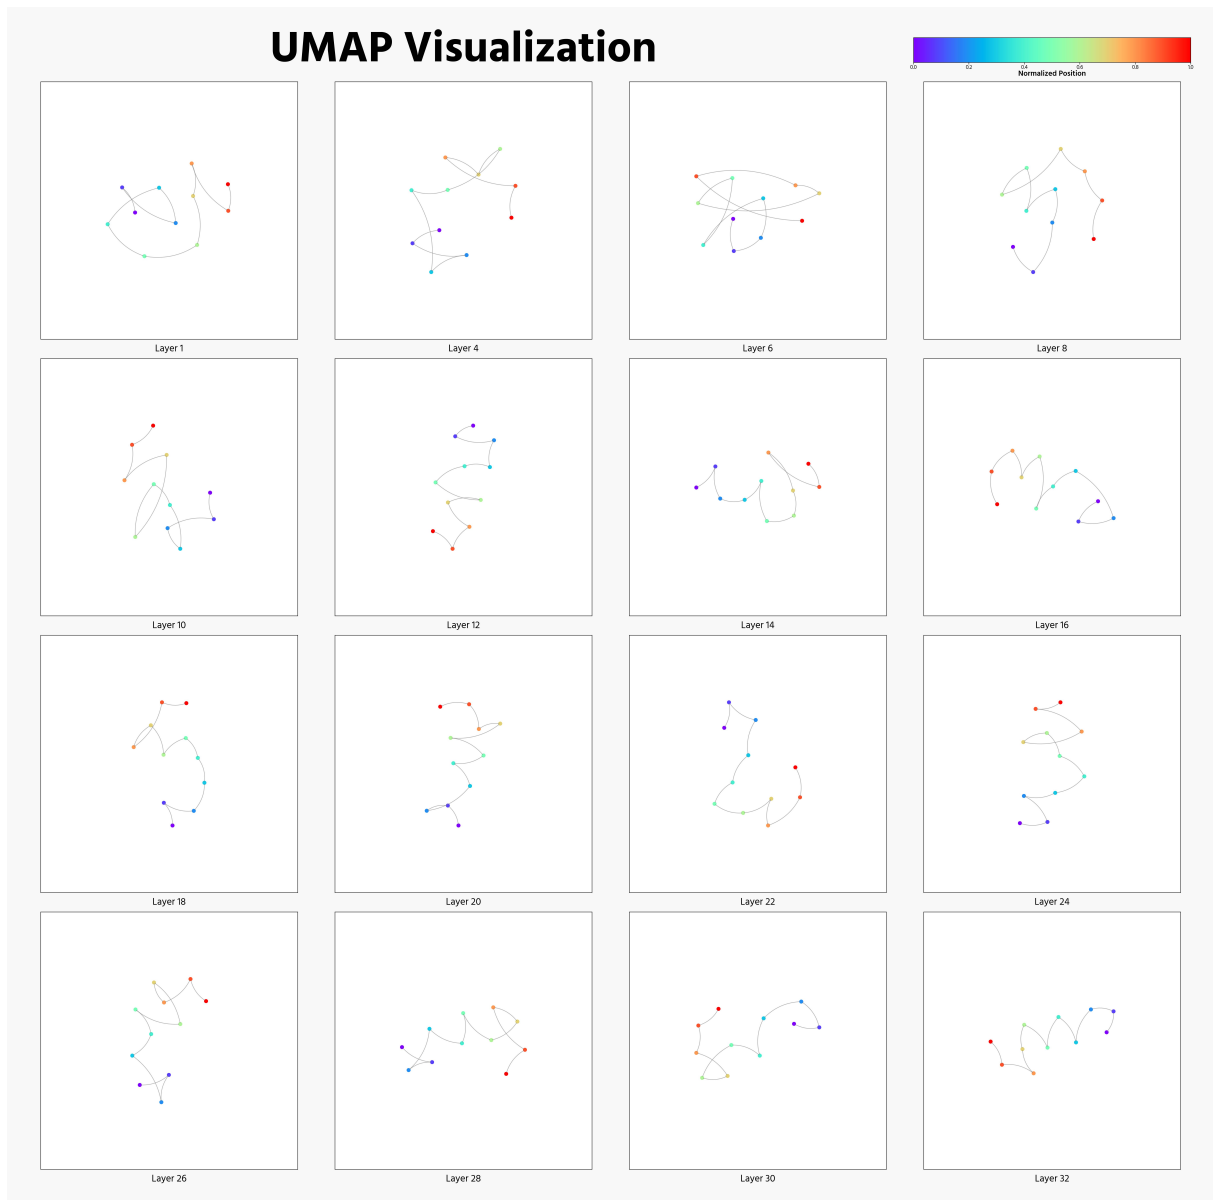 UMAP Visualization
0.0 0.2 0.4 0.6 0.8 1.0
Normalized Position
Layer 1 Layer 4 Layer 6 Layer 8
Layer 10 Layer 12 Layer 14 Layer 16
Layer 18 Layer 20 Layer 22 Layer 24
Layer 26 Layer 28 Layer 30 Layer 32